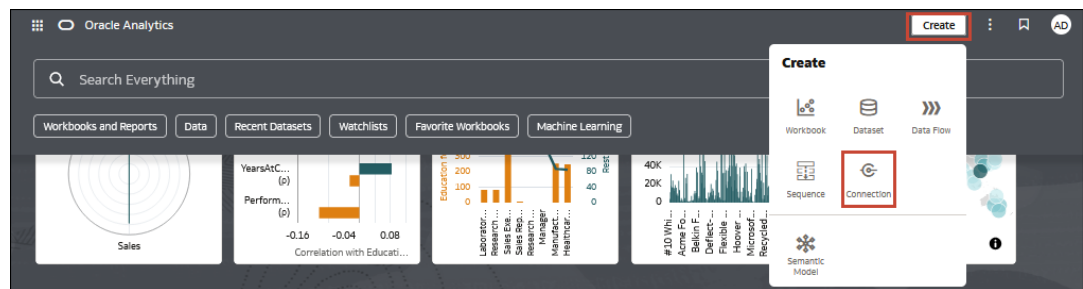 Oracle Analytics
Create
AD
Search Everything
Workbooks and Reports
Data
Recent Datasets
Watchlists
Favorite Workbooks
Machine Learning
Create
Workbook
Dataset
Data Flow
Sequence
Connection
Semantic
Model
Sales
YearsAtC...
(p)
Perform...
(p)
-0.16 -0.04 0.08
Correlation with Educati...
300
200
100
0
120
80
40
0
Laborator...
Research ...
Sales Exe...
Sales Rep...
Research...
Manager
Manufact...
Healthcar...
40K
20K
0
#10 Whi...
Acme Fo...
Belkin F...
Deflect-...
Flexible ...
Hoover ...
Microsof...
Recycled...